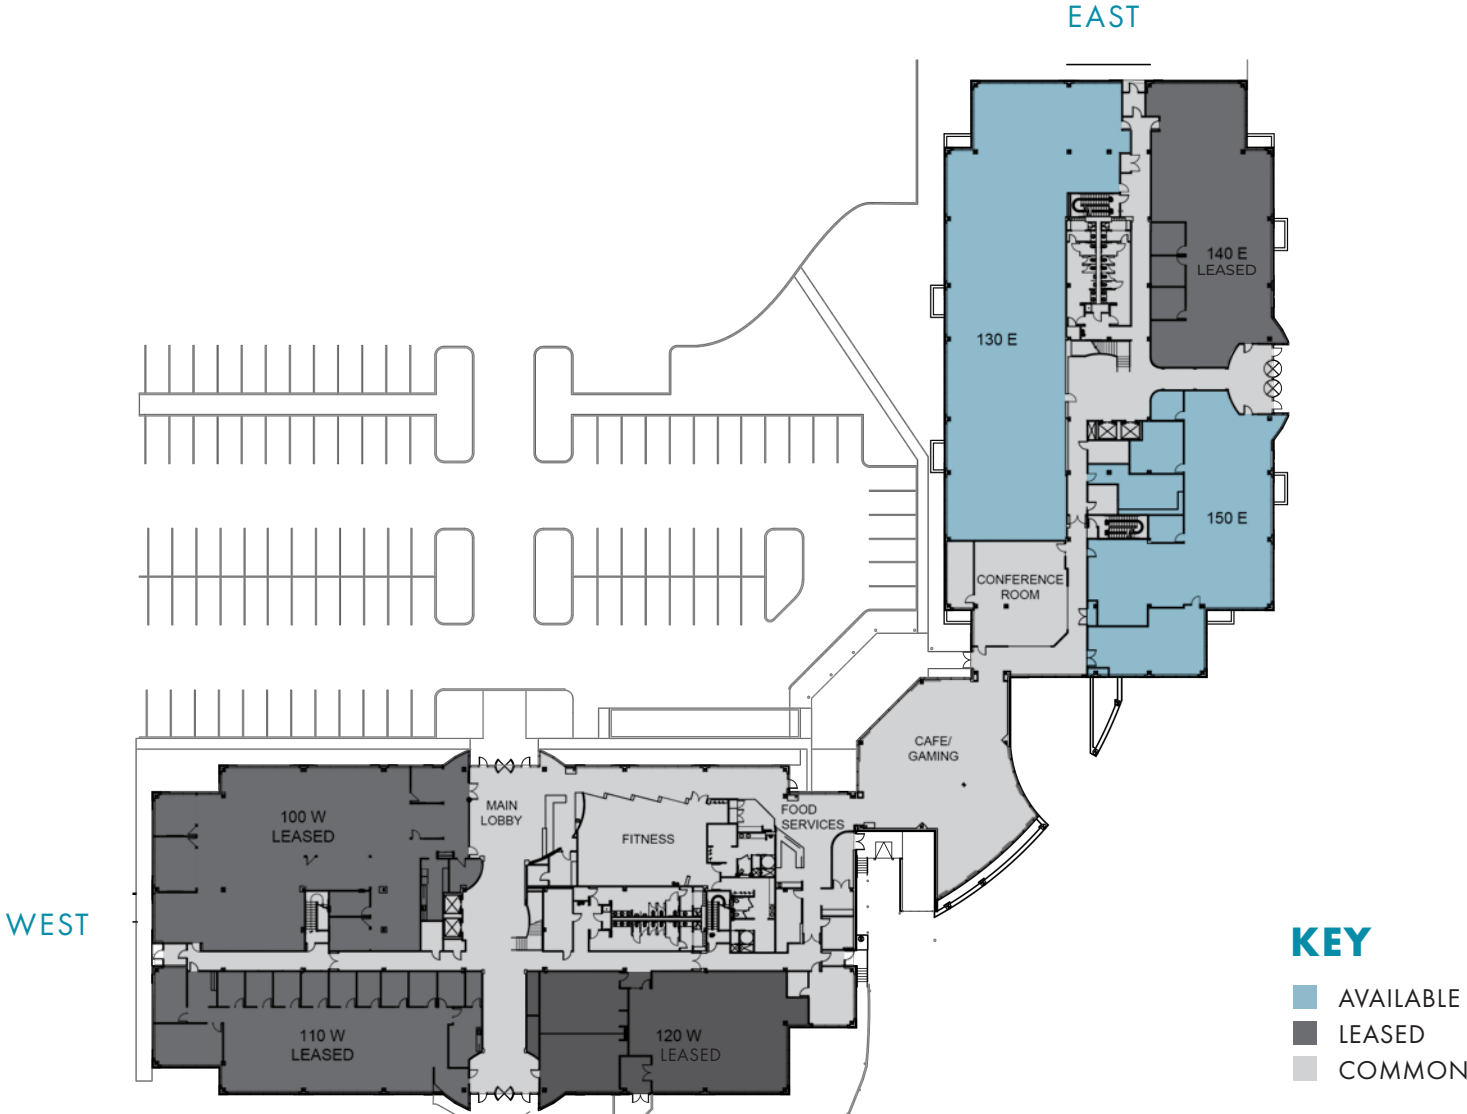 EAST
140 E
LEASED
130 E
150 E
CONFERENCE
ROOM
CAFE/
GAMING
MAIN
LOBBY
FOOD
SERVICES
100 W
LEASED
FITNESS
WEST
110 W
LEASED
120 W
LEASED
KEY
AVAILABLE
LEASED
COMMON